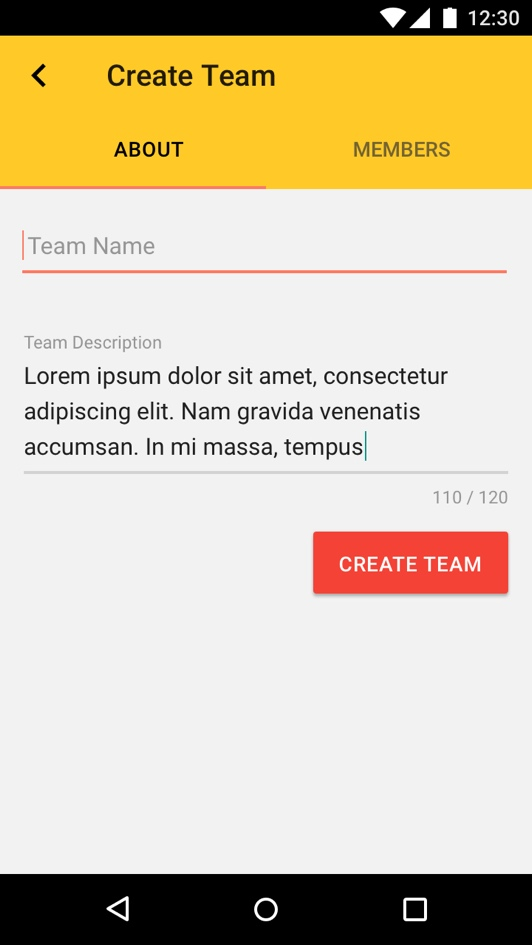 12:30
Create Team
ABOUT MEMBERS
Team Name
Team Description
Lorem ipsum dolor sit amet, consectetur
adipiscing elit. Nam gravida venenatis
accumsan. In mi massa, tempus
110 / 120
CREATE TEAM